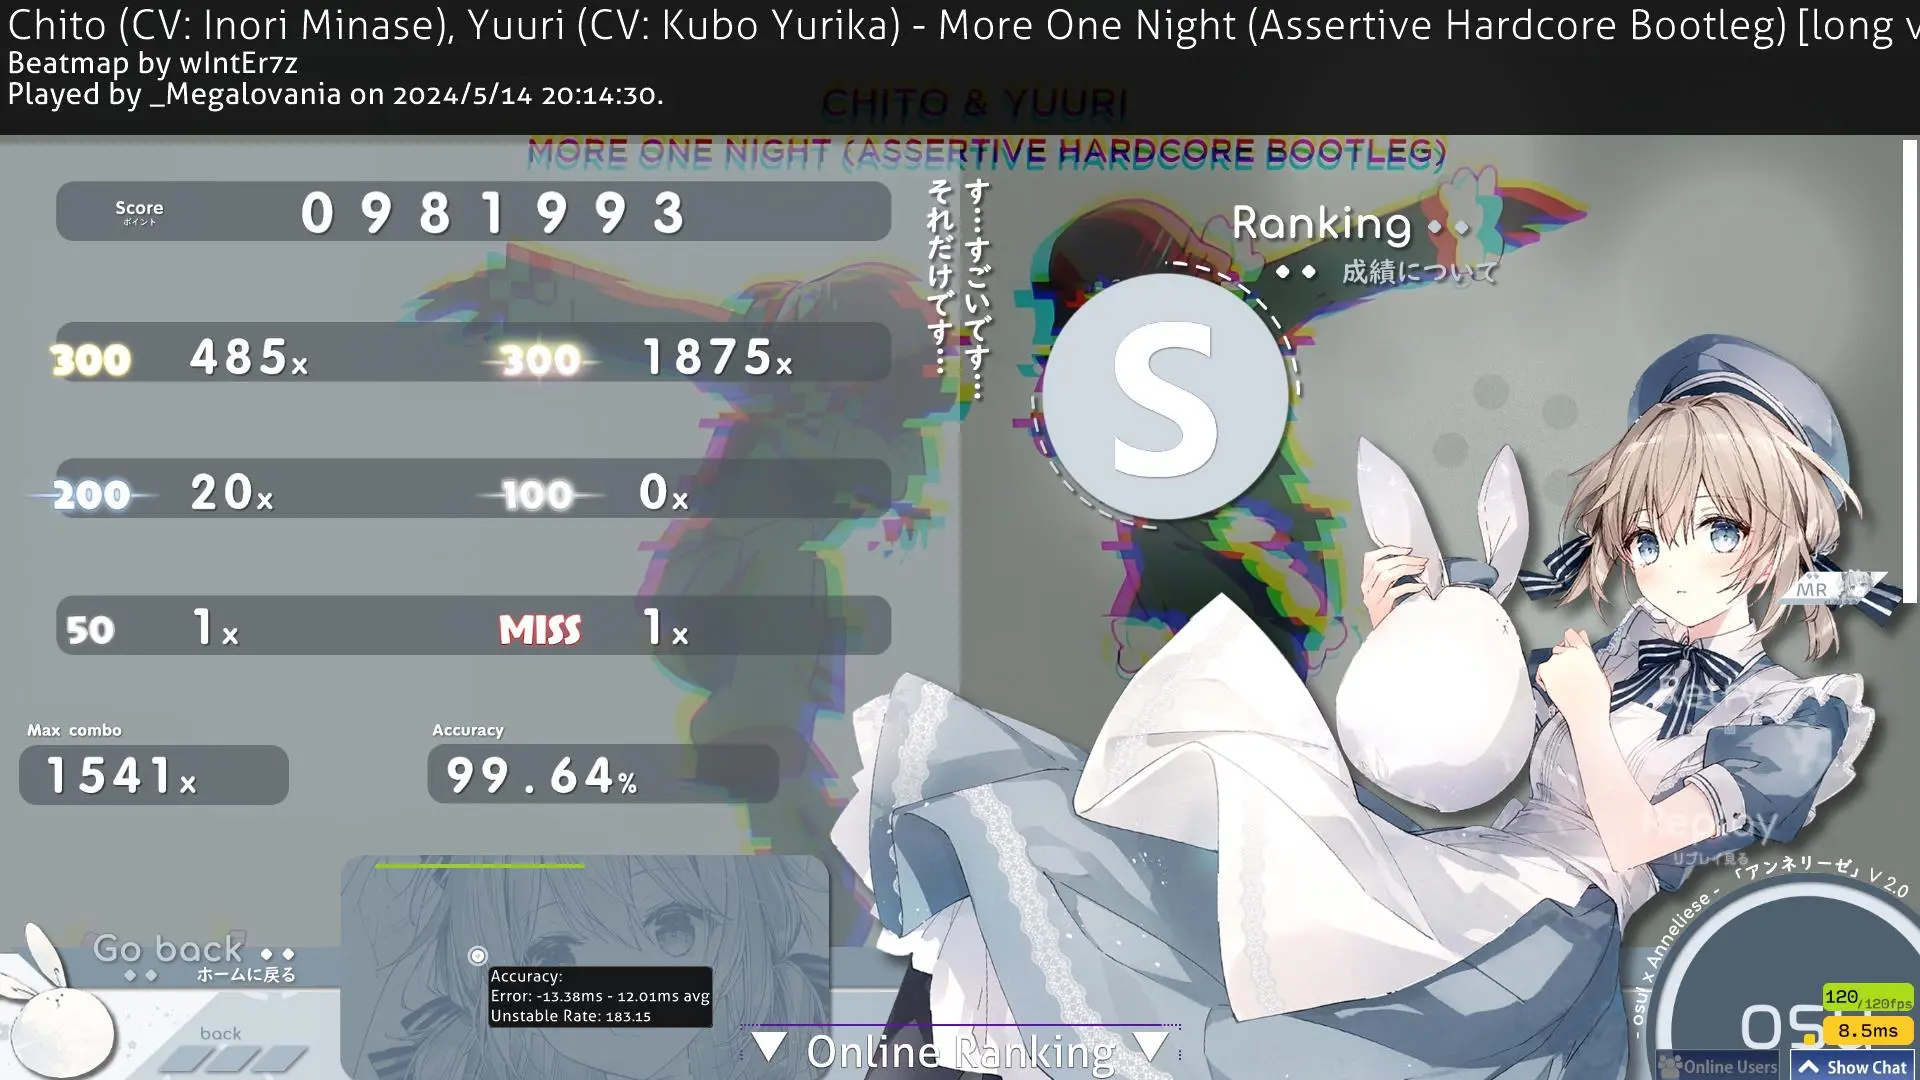 Chito (CV: Inori Minase), Yuuri (CV: Kubo Yurika) - More One Night (Assertive Hardcore Bootleg) [long v
Beatmap by wIntEr7z
Played by _Megalovania on 2024/5/14 20:14:30.
CHITO & YUURI
MORE ONE NIGHT (ASSERTIVE HARDCORE BOOTLEG)
Score
ポイント
0981993
す…すごいです…
それだけです…
Ranking
成績について
S
300 485x 300 1875x
200 20x 100 0x
50 1x MISS 1x
MR
Max combo
1541x
Accuracy
99.64%
Replay
リプレイ見る
- osu! x Anneliese - 「アンネリーゼ」 V 2.0
Go back
ホームに戻る
back
Accuracy:
Error: -13.38ms - 12.01ms avg
Unstable Rate: 183.15
Online Ranking
120/120fps
8.5ms
Online Users
Show Chat